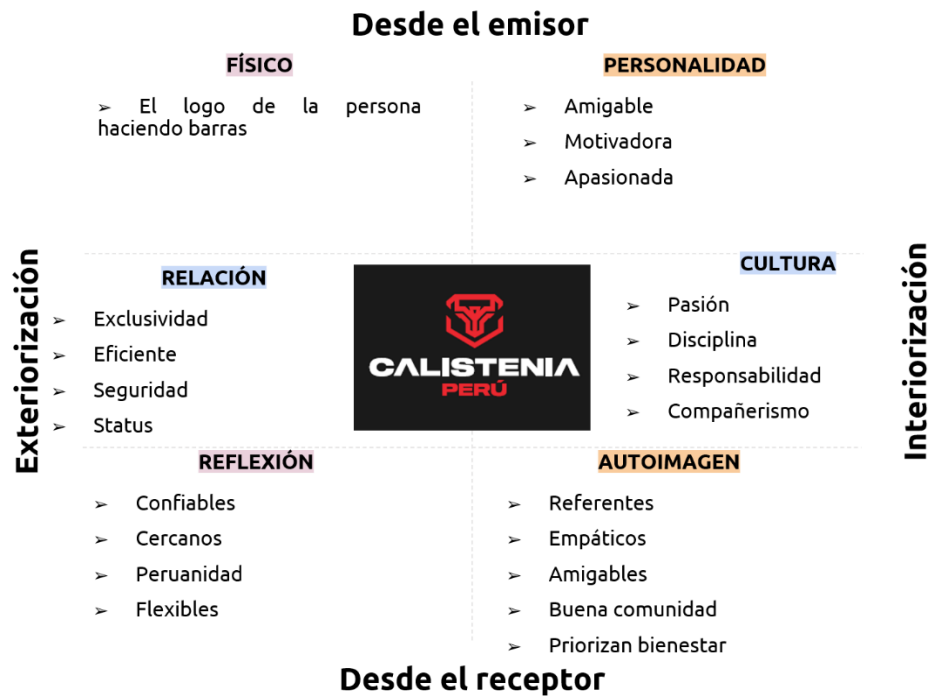 Desde el emisor
FÍSICO
➢ El logo de la persona
haciendo barras
PERSONALIDAD
➢ Amigable
➢ Motivadora
➢ Apasionada
Exteriorización
RELACIÓN
➢ Exclusividad
➢ Eficiente
➢ Seguridad
➢ Status
CALISTENIA
PERÚ
CULTURA
➢ Pasión
➢ Disciplina
➢ Responsabilidad
➢ Compañerismo
Interiorización
REFLEXIÓN
➢ Confiables
➢ Cercanos
➢ Peruanidad
➢ Flexibles
AUTOIMAGEN
➢ Referentes
➢ Empáticos
➢ Amigables
➢ Buena comunidad
➢ Priorizan bienestar
Desde el receptor